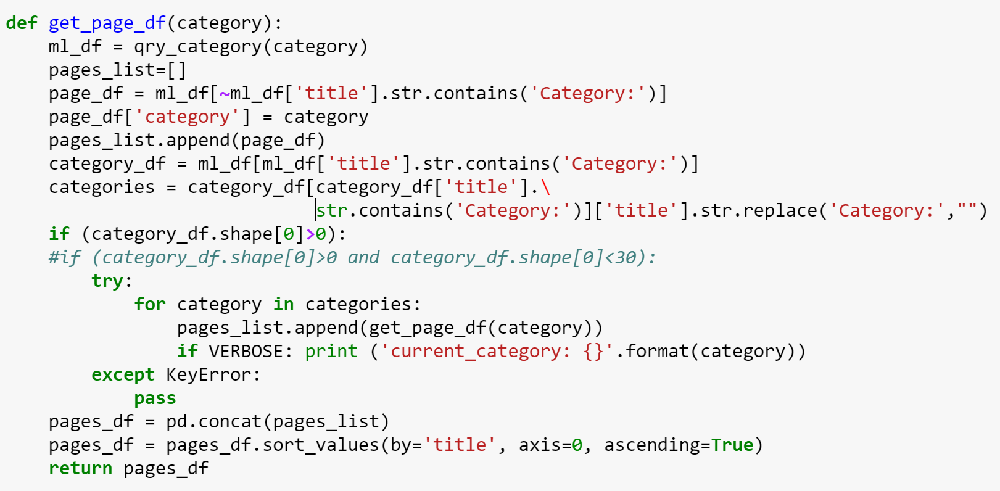 def get_page_df(category):
    ml_df = qry_category(category)
    pages_list=[]
    page_df = ml_df[~ml_df['title'].str.contains('Category:')]
    page_df['category'] = category
    pages_list.append(page_df)
    category_df = ml_df[ml_df['title'].str.contains('Category:')]
    categories = category_df[category_df['title'].\
                             str.contains('Category:')]['title'].str.replace('Category:',"")
    if (category_df.shape[0]>0):
    #if (category_df.shape[0]>0 and category_df.shape[0]<30):
        try:
            for category in categories:
                pages_list.append(get_page_df(category))
                if VERBOSE: print ('current_category: {}'.format(category))
        except KeyError:
            pass
    pages_df = pd.concat(pages_list)
    pages_df = pages_df.sort_values(by='title', axis=0, ascending=True)
    return pages_df